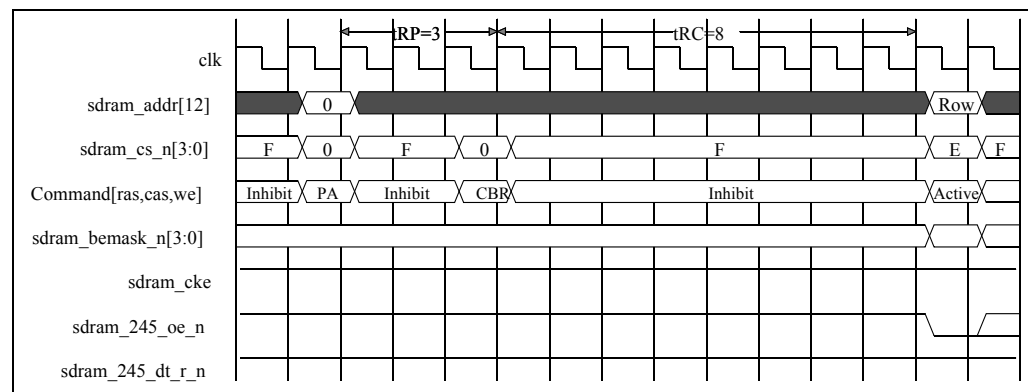 tRP=3 tRC=8
clk
sdram_addr[12] 0 Row
sdram_cs_n[3:0] F 0 F 0 F E F
Command[ras,cas,we] Inhibit PA Inhibit CBR Inhibit Active
sdram_bemask_n[3:0]
sdram_cke
sdram_245_oe_n
sdram_245_dt_r_n